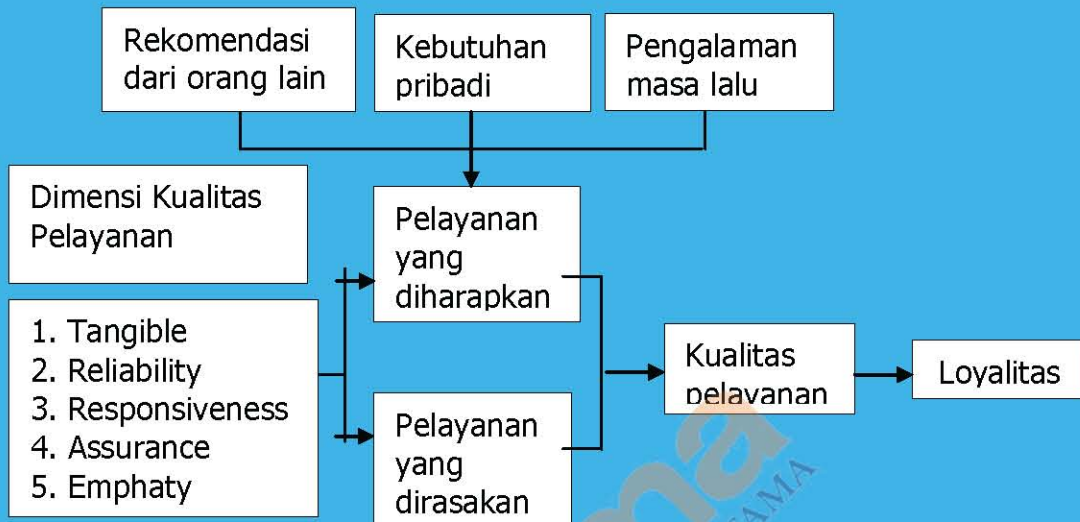 Rekomendasi
dari orang lain
Kebutuhan
pribadi
Pengalaman
masa lalu
Dimensi Kualitas
Pelayanan
Pelayanan
yang
diharapkan
1. Tangible
2. Reliability
3. Responsiveness
4. Assurance
5. Emphaty
Pelayanan
yang
dirasakan
Kualitas
pelayanan
Loyalitas